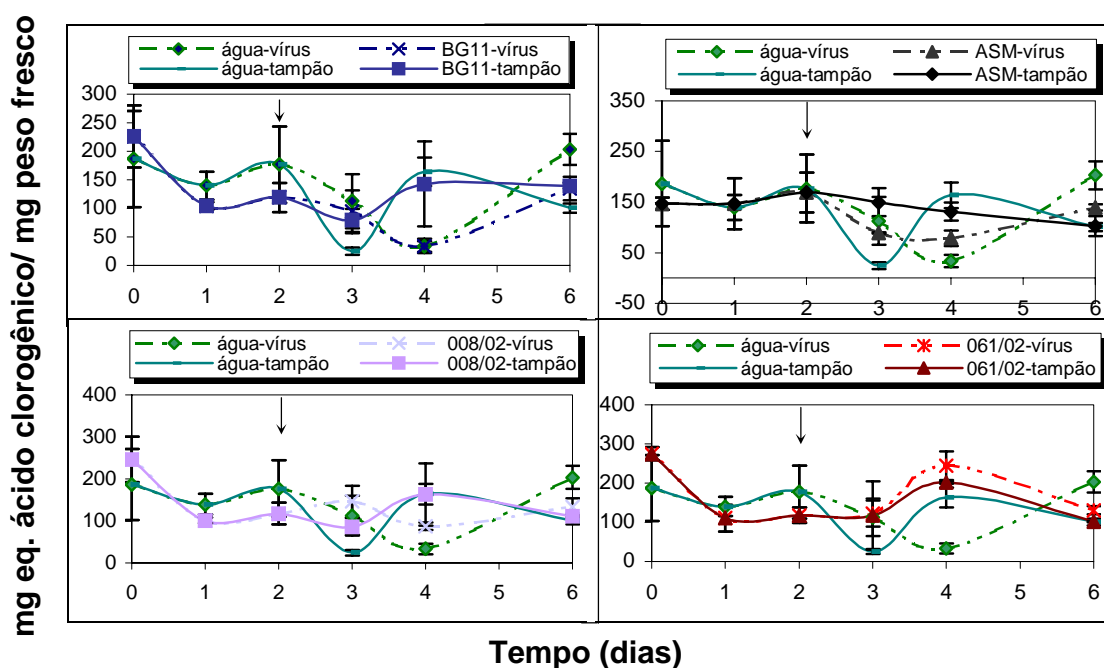 mg eq. ácido clorogênico/ mg peso fresco
água-vírus BG11-vírus
água-tampão BG11-tampão
300
250
200
150
100
50
0
0 1 2 3 4 5 6
água-vírus ASM-vírus
água-tampão ASM-tampão
350
250
150
50
-50
0 1 2 3 4 5 6
água-vírus 008/02-vírus
água-tampão 008/02-tampão
400
300
200
100
0
0 1 2 3 4 5 6
água-vírus 061/02-vírus
água-tampão 061/02-tampão
400
300
200
100
0
0 1 2 3 4 5 6
Tempo (dias)